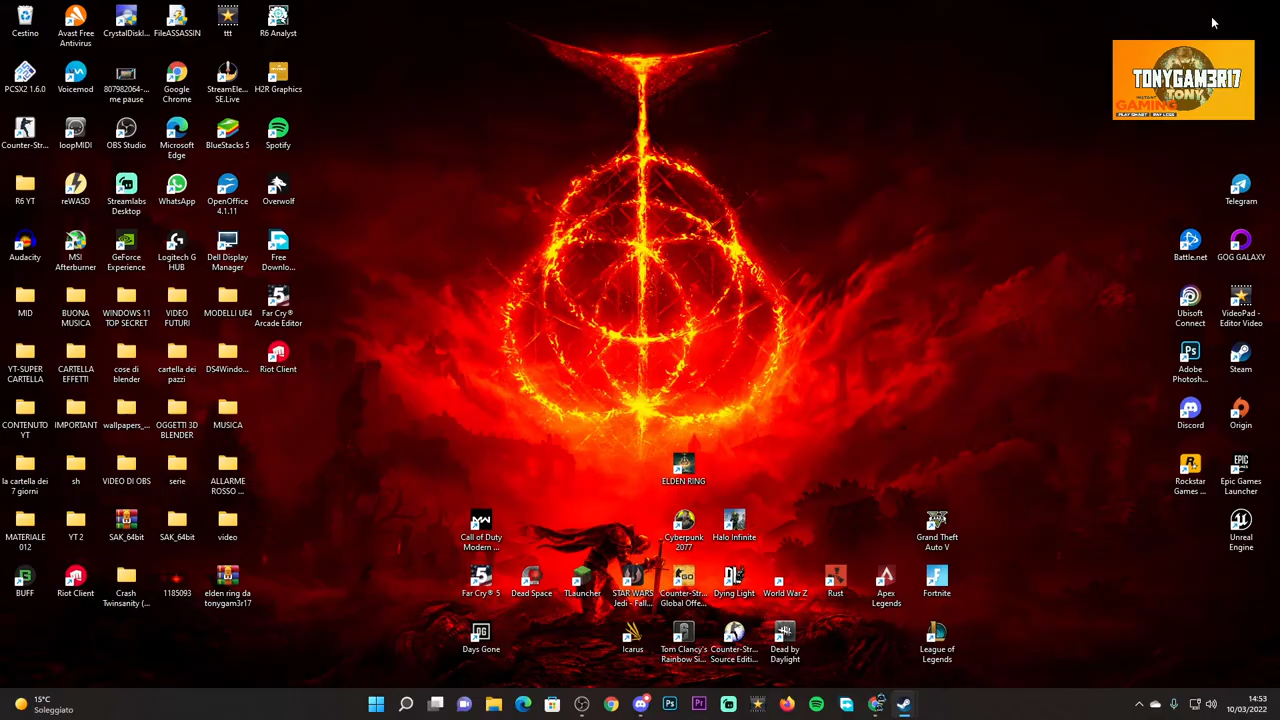 Cestino
Avast Free
Antivirus
CrystalDiskI...
FileASSASSIN
ttt
R6 Analyst
PCSX2 1.6.0
Voicemod
807982064-...
me pause
Google
Chrome
StreamEle...
SE.Live
H2R Graphics
Counter-Str...
loopMIDI
OBS Studio
Microsoft
Edge
BlueStacks 5
Spotify
R6 YT
reWASD
Streamlabs
Desktop
WhatsApp
OpenOffice
4.1.11
Overwolf
Audacity
MSI
Afterburner
GeForce
Experience
Logitech G
HUB
Dell Display
Manager
Free
Downlo...
MID
BUONA
MUSICA
WINDOWS 11
TOP SECRET
VIDEO
FUTURI
MODELLI UE4
Far Cry®
Arcade Editor
YT-SUPER
CARTELLA
CARTELLA
EFFETTI
cose di
blender
cartella dei
pazzi
DS4Windo...
Riot Client
CONTENUTO
YT
IMPORTANT
wallpapers_...
OGGETTI 3D
BLENDER
MUSICA
la cartella dei
7 giorni
sh
VIDEO DI OBS
serie
ALLARME
ROSSO ...
MATERIALE
012
YT 2
SAK_64bit
SAK_64bit
video
BUFF
Riot Client
Crash
Twinsanity (...
1185093
elden ring da
tonygam3r17
ELDEN RING
Call of Duty
Modern ...
Cyberpunk
2077
Halo Infinite
Grand Theft
Auto V
Far Cry® 5
Dead Space
TLauncher
STAR WARS
Jedi - Fall...
Counter-Str...
Global Offe...
Dying Light
World War Z
Rust
Apex
Legends
Fortnite
Days Gone
Icarus
Tom Clancy's
Rainbow Si...
Counter-Str...
Source Editi...
Dead by
Daylight
League of
Legends
TONYGAM3R17
TONY
INSTANT
GAMING
PLAY SMART | PAY LESS
Telegram
Battle.net
GOG GALAXY
Ubisoft
Connect
VideoPad -
Editor Video
Adobe
Photosh...
Steam
Discord
Origin
Rockstar
Games ...
Epic Games
Launcher
Unreal
Engine
15°C
Soleggiato
14:53
10/03/2022